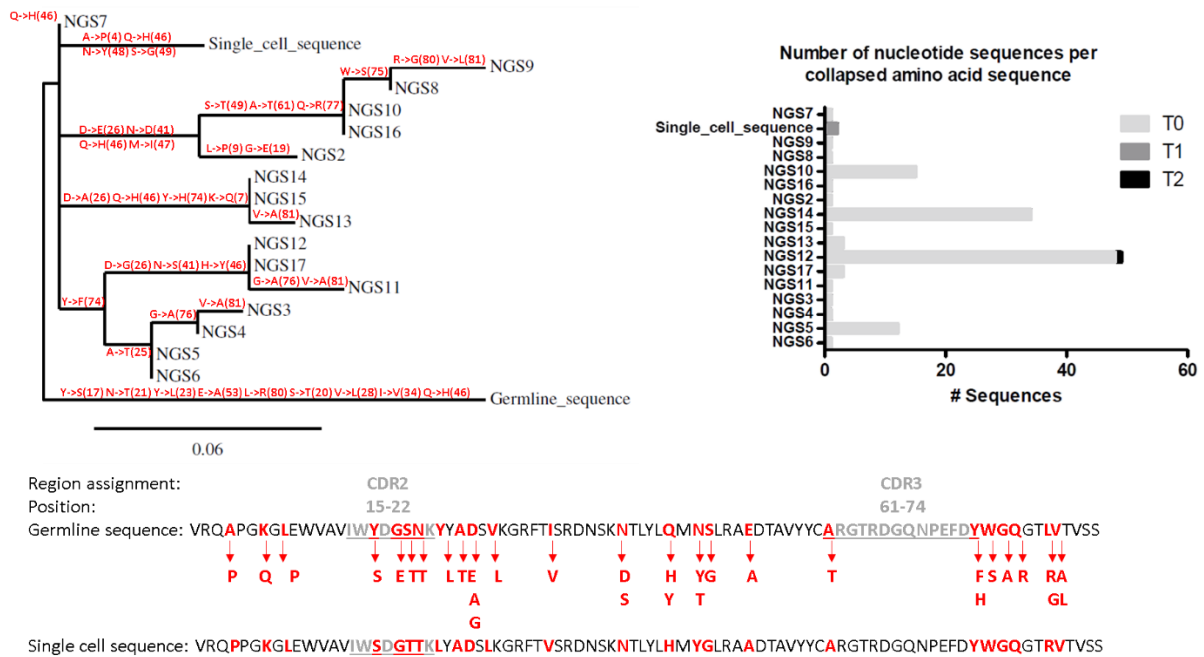 Q->H(46)
NGS7
A->P(4) Q->H(46)
Single_cell_sequence
N->Y(48) S->G(49)
R->G(80) V->L(81)
NGS9
W->S(75)
NGS8
S->T(49) A->T(61) Q->R(77)
NGS10
NGS16
D->E(26) N->D(41)
Q->H(46) M->I(47)
L->P(9) G->E(19)
NGS2
NGS14
D->A(26) Q->H(46) Y->H(74) K->Q(7)
NGS15
V->A(81)
NGS13
NGS12
D->G(26) N->S(41) H->Y(46)
NGS17
G->A(76) V->A(81)
NGS11
Y->F(74)
V->A(81)
NGS3
G->A(76)
NGS4
A->T(25)
NGS5
NGS6
Y->S(17) N->T(21) Y->L(23) E->A(53) L->R(80) S->T(20) V->L(28) I->V(34) Q->H(46)
Germline_sequence
0.06
Number of nucleotide sequences per
collapsed amino acid sequence
NGS7
Single_cell_sequence
NGS9
NGS8
NGS10
NGS16
NGS2
NGS14
NGS15
NGS13
NGS12
NGS17
NGS11
NGS3
NGS4
NGS5
NGS6
T0
T1
T2
0 20 40 60
# Sequences
Region assignment: CDR2 CDR3
Position: 15-22 61-74
Germline sequence: VRQAPGKGLEWVAVIWYDGSNKYYADSVKGRFTISRDNSKNTLYLQMNSLRAEDTAVYYCARGTRDGQNPEFDYWGQGTLVTVSS
P Q P S E T T L T E L V D H Y G A T F S A R R A
A S Y T H G L
G
Single cell sequence: VRQPPGKGLEWVAVIWSDGTTKLYADSLKGRFTVSRDNSKNTLYLHMYGLRAADTAVYYCARGTRDGQNPEFDYWGQGTRVTVSS